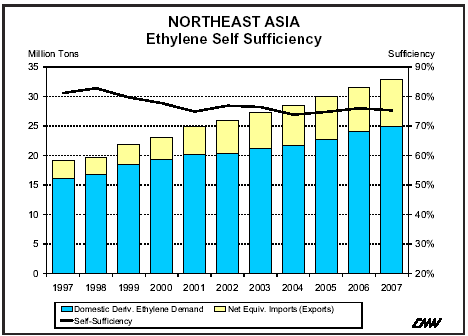 NORTHEAST ASIA
Ethylene Self Sufficiency
Million Tons
Sufficiency
35 90%
30 80%
25 70%
20 60%
15 50%
10 40%
5 30%
0 20%
1997 1998 1999 2000 2001 2002 2003 2004 2005 2006 2007
Domestic Deriv. Ethylene Demand Net Equiv. Imports (Exports)
Self-Sufficiency
CMAI